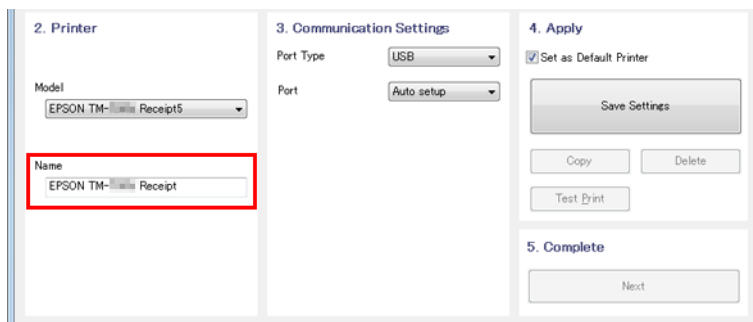 2. Printer
Model
EPSON TM- Receipt5
Name
EPSON TM- Receipt
3. Communication Settings
Port Type
USB
Port
Auto setup
4. Apply
Set as Default Printer
Save Settings
Copy
Delete
Test Print
5. Complete
Next